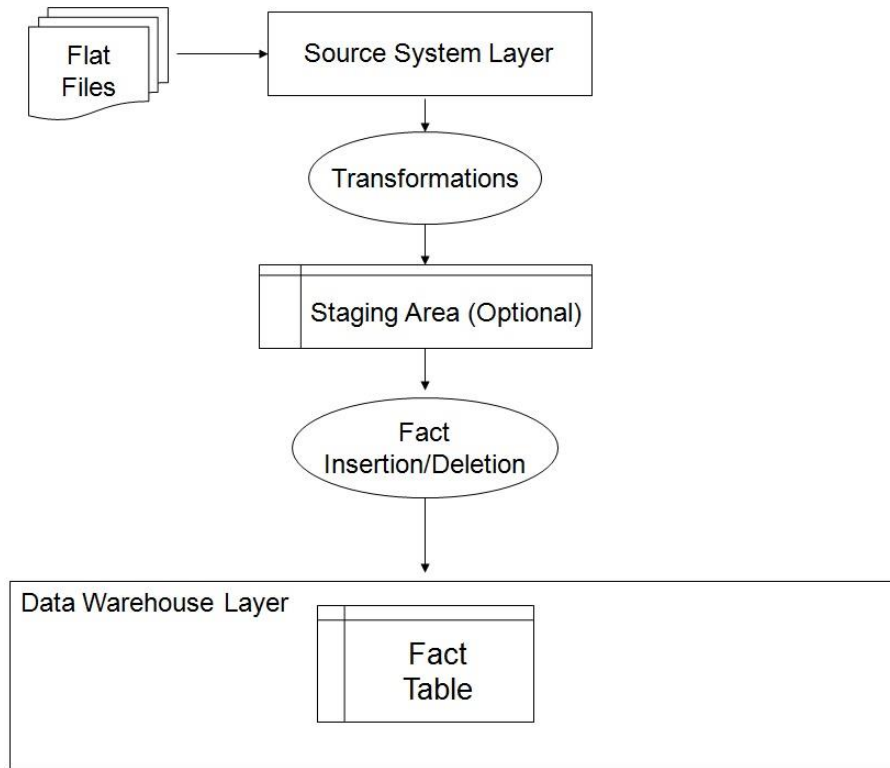 Flat
Files
Source System Layer
Transformations
Staging Area (Optional)
Fact
Insertion/Deletion
Data Warehouse Layer
Fact
Table